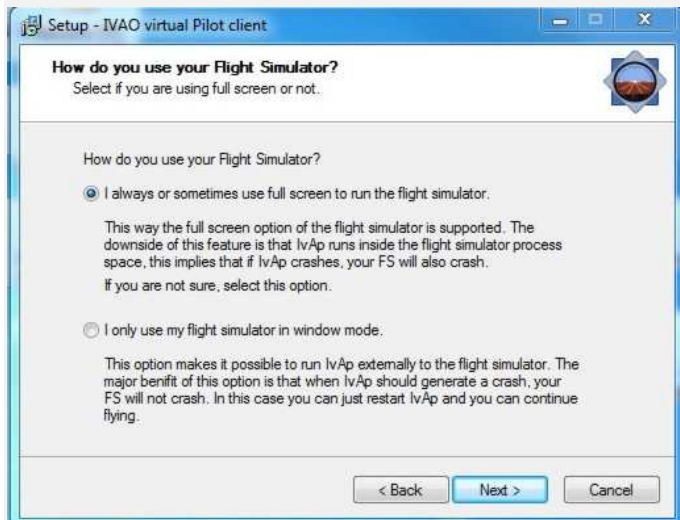 Setup - IVAO virtual Pilot client
How do you use your Flight Simulator?
Select if you are using full screen or not.
How do you use your Flight Simulator?
I always or sometimes use full screen to run the flight simulator.
This way the full screen option of the flight simulator is supported. The
downside of this feature is that IvAp runs inside the flight simulator process
space, this implies that if IvAp crashes, your FS will also crash.
If you are not sure, select this option.
I only use my flight simulator in window mode.
This option makes it possible to run IvAp externally to the flight simulator. The
major benifit of this option is that when IvAp should generate a crash, your
FS will not crash. In this case you can just restart IvAp and you can continue
flying.
< Back Next > Cancel